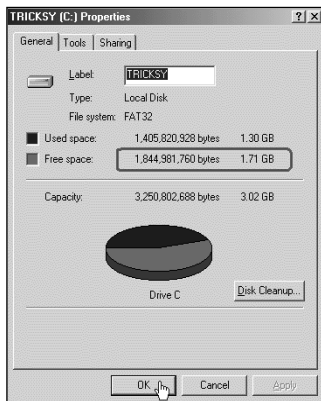 TRICKSY (C:) Properties
General Tools Sharing
Label: TRICKSY
Type: Local Disk
File system: FAT32
Used space: 1,405,820,928 bytes 1.30 GB
Free space: 1,844,981,760 bytes 1.71 GB
Capacity: 3,250,802,688 bytes 3.02 GB
Drive C
Disk Cleanup...
OK Cancel Apply